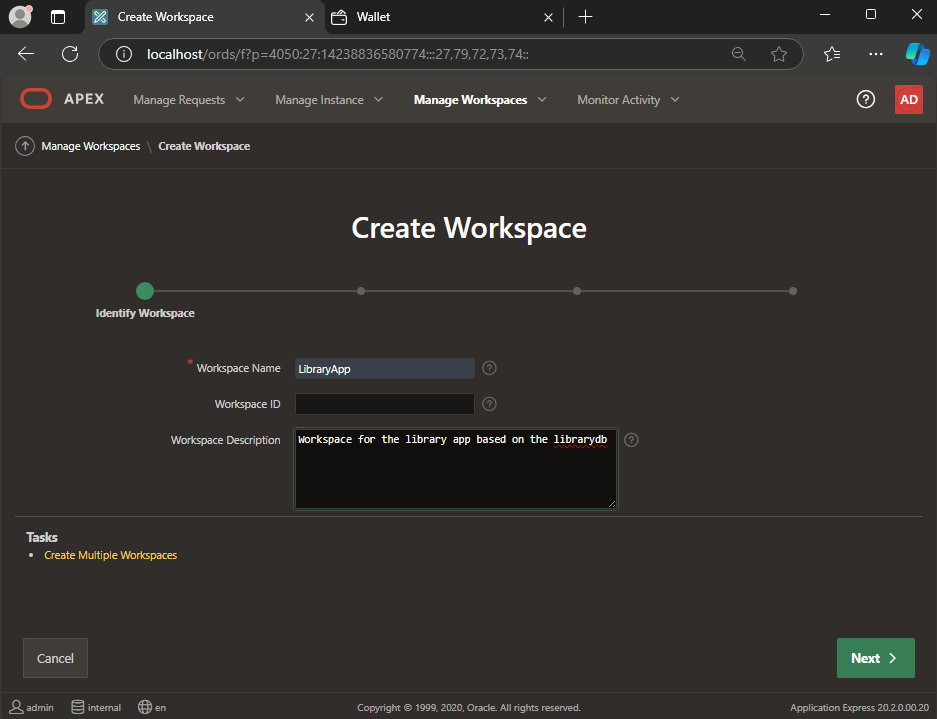 Create Workspace
Wallet
localhost/ords/f?p=4050:27:14238836580774:::27,79,72,73,74::
APEX Manage Requests Manage Instance Manage Workspaces Monitor Activity ? AD
Manage Workspaces \ Create Workspace
Create Workspace
Identify Workspace
* Workspace Name LibraryApp ?
Workspace ID ?
Workspace Description Workspace for the library app based on the librarydb ?
Tasks
• Create Multiple Workspaces
Cancel
Next
admin internal en Copyright © 1999, 2020, Oracle. All rights reserved. Application Express 20.2.0.00.20